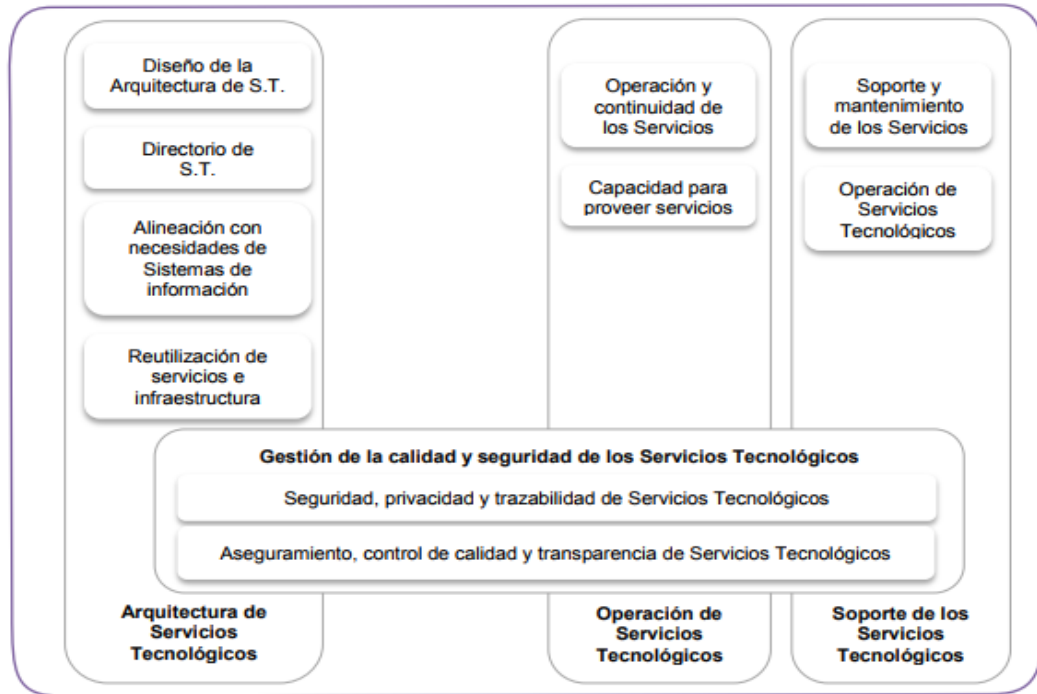 Diseño de la
Arquitectura de S.T.
Directorio de
S.T.
Alineación con
necesidades de
Sistemas de
información
Reutilización de
servicios e
infraestructura
Operación y
continuidad de
los Servicios
Capacidad para
proveer servicios
Soporte y
mantenimiento
de los Servicios
Operación de
Servicios
Tecnológicos
Gestión de la calidad y seguridad de los Servicios Tecnológicos
Seguridad, privacidad y trazabilidad de Servicios Tecnológicos
Aseguramiento, control de calidad y transparencia de Servicios Tecnológicos
Arquitectura de
Servicios
Tecnológicos
Operación de
Servicios
Tecnológicos
Soporte de los
Servicios
Tecnológicos